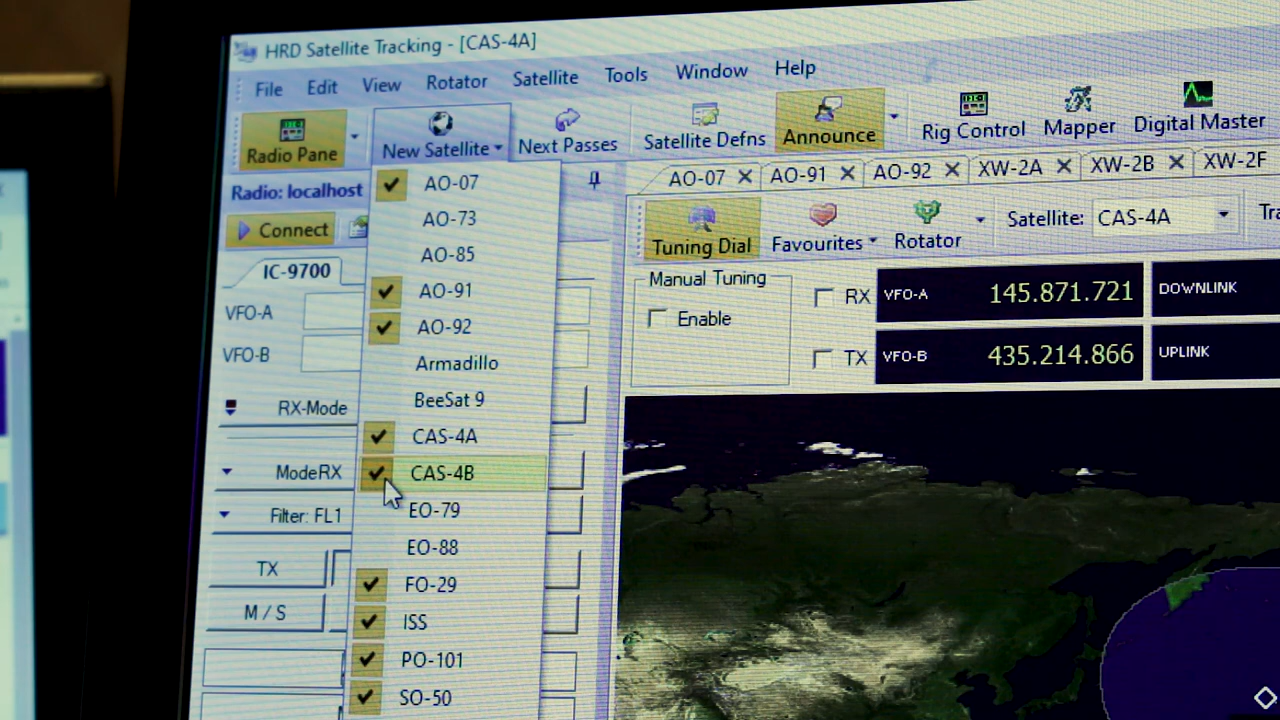 HRD Satellite Tracking - [CAS-4A]
File Edit View Rotator Satellite Tools Window Help
Radio Pane New Satellite Next Passes Satellite Defns Announce Rig Control Mapper Digital Master
Radio: localhost
Connect
IC-9700
VFO-A
VFO-B
RX-Mode
ModeRX
Filter: FL1
TX
M / S
AO-07
AO-73
AO-85
AO-91
AO-92
Armadillo
BeeSat 9
CAS-4A
CAS-4B
EO-79
EO-88
FO-29
ISS
PO-101
SO-50
AO-07 AO-91 AO-92 XW-2A XW-2B XW-2F
Tuning Dial Favourites Rotator Satellite: CAS-4A
Manual Tuning
Enable
RX VFO-A 145.871.721 DOWNLINK
TX VFO-B 435.214.866 UPLINK